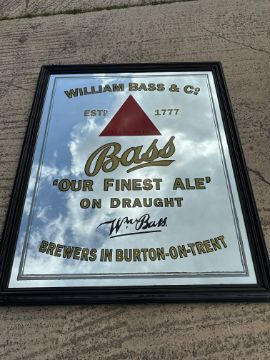 WILLIAM BASS & Co
ESTD 1777
Bass
'OUR FINEST ALE'
ON DRAUGHT
Wm Bass.
BREWERS IN BURTON-ON-TRENT